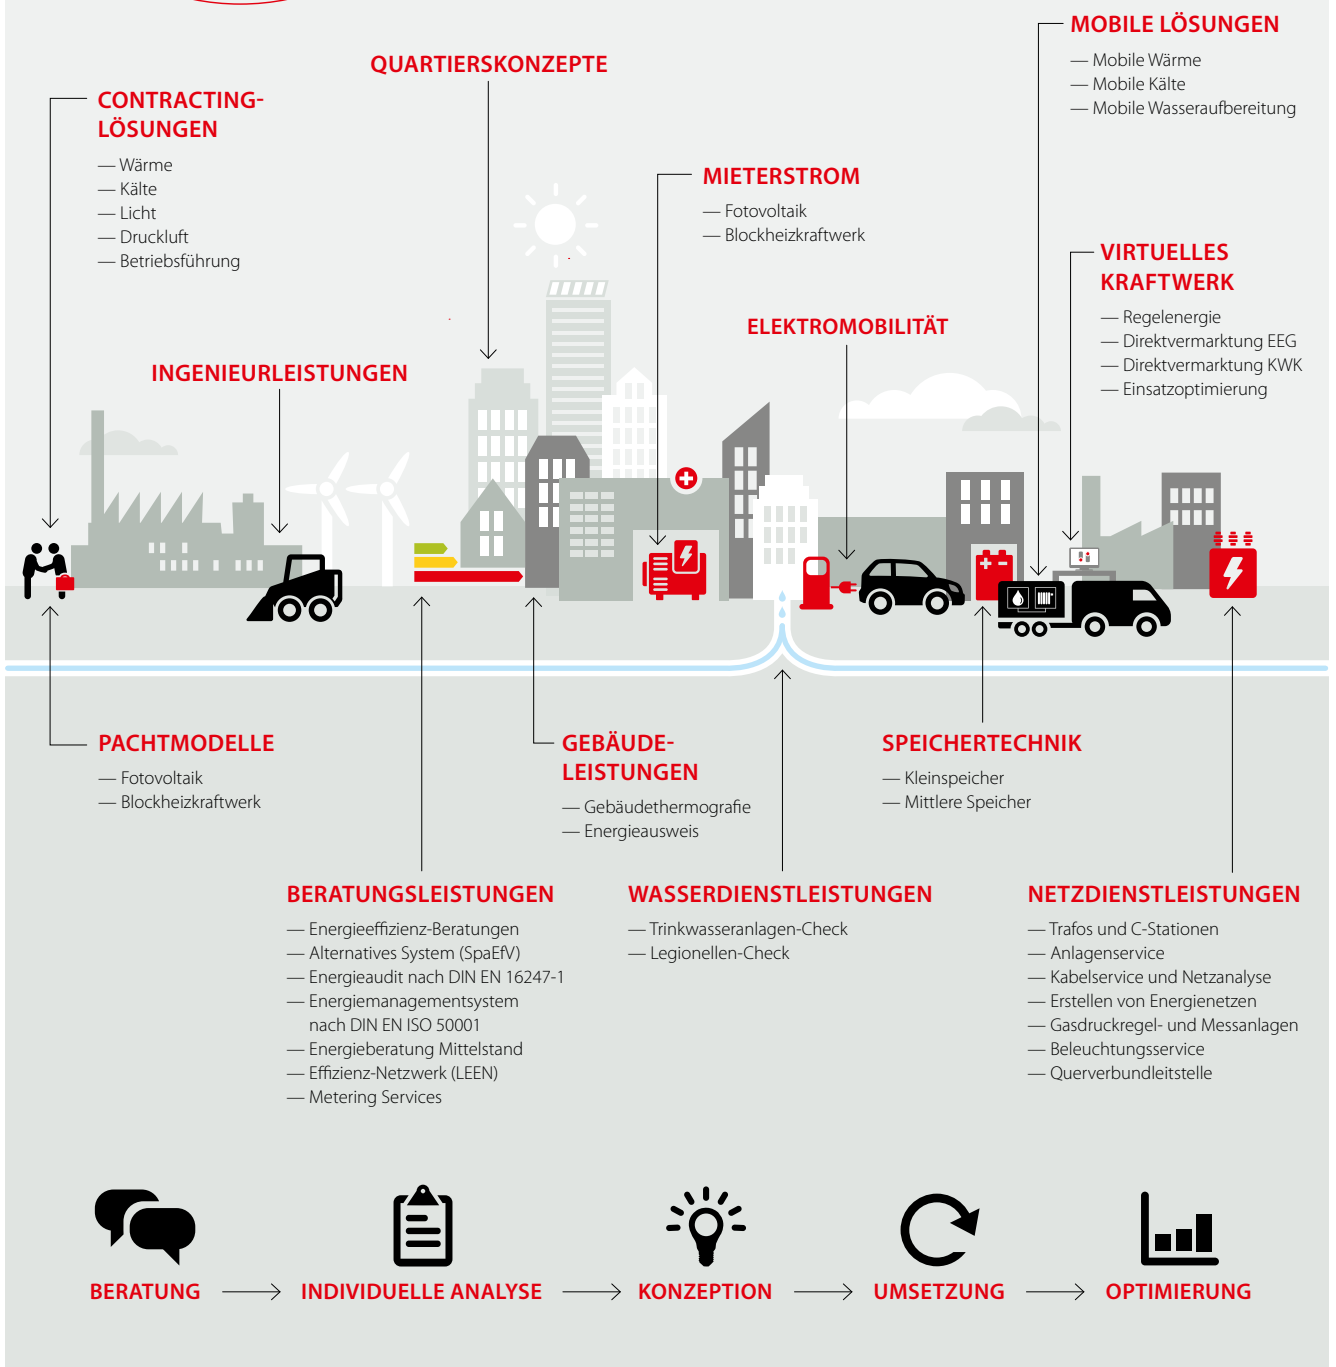 MOBILE LÖSUNGEN
— Mobile Wärme
— Mobile Kälte
— Mobile Wasseraufbereitung
QUARTIERSKONZEPTE
CONTRACTING-
LÖSUNGEN
— Wärme
— Kälte
— Licht
— Druckluft
— Betriebsführung
MIETERSTROM
— Fotovoltaik
— Blockheizkraftwerk
VIRTUELLES
KRAFTWERK
— Regelenergie
— Direktvermarktung EEG
— Direktvermarktung KWK
— Einsatzoptimierung
ELEKTROMOBILITÄT
INGENIEURLEISTUNGEN
PACHTMODELLE
— Fotovoltaik
— Blockheizkraftwerk
GEBÄUDE-
LEISTUNGEN
— Gebäudethermografie
— Energieausweis
SPEICHERTECHNIK
— Kleinspeicher
— Mittlere Speicher
BERATUNGSLEISTUNGEN
— Energieeffizienz-Beratungen
— Alternatives System (SpaEfV)
— Energieaudit nach DIN EN 16247-1
— Energiemanagementsystem
nach DIN EN ISO 50001
— Energieberatung Mittelstand
— Effizienz-Netzwerk (LEEN)
— Metering Services
WASSERDIENSTLEISTUNGEN
— Trinkwasseranlagen-Check
— Legionellen-Check
NETZDIENSTLEISTUNGEN
— Trafos und C-Stationen
— Anlagenservice
— Kabelservice und Netzanalyse
— Erstellen von Energienetzen
— Gasdruckregel- und Messanlagen
— Beleuchtungsservice
— Querverbundleitstelle
BERATUNG
INDIVIDUELLE ANALYSE
KONZEPTION
UMSETZUNG
OPTIMIERUNG